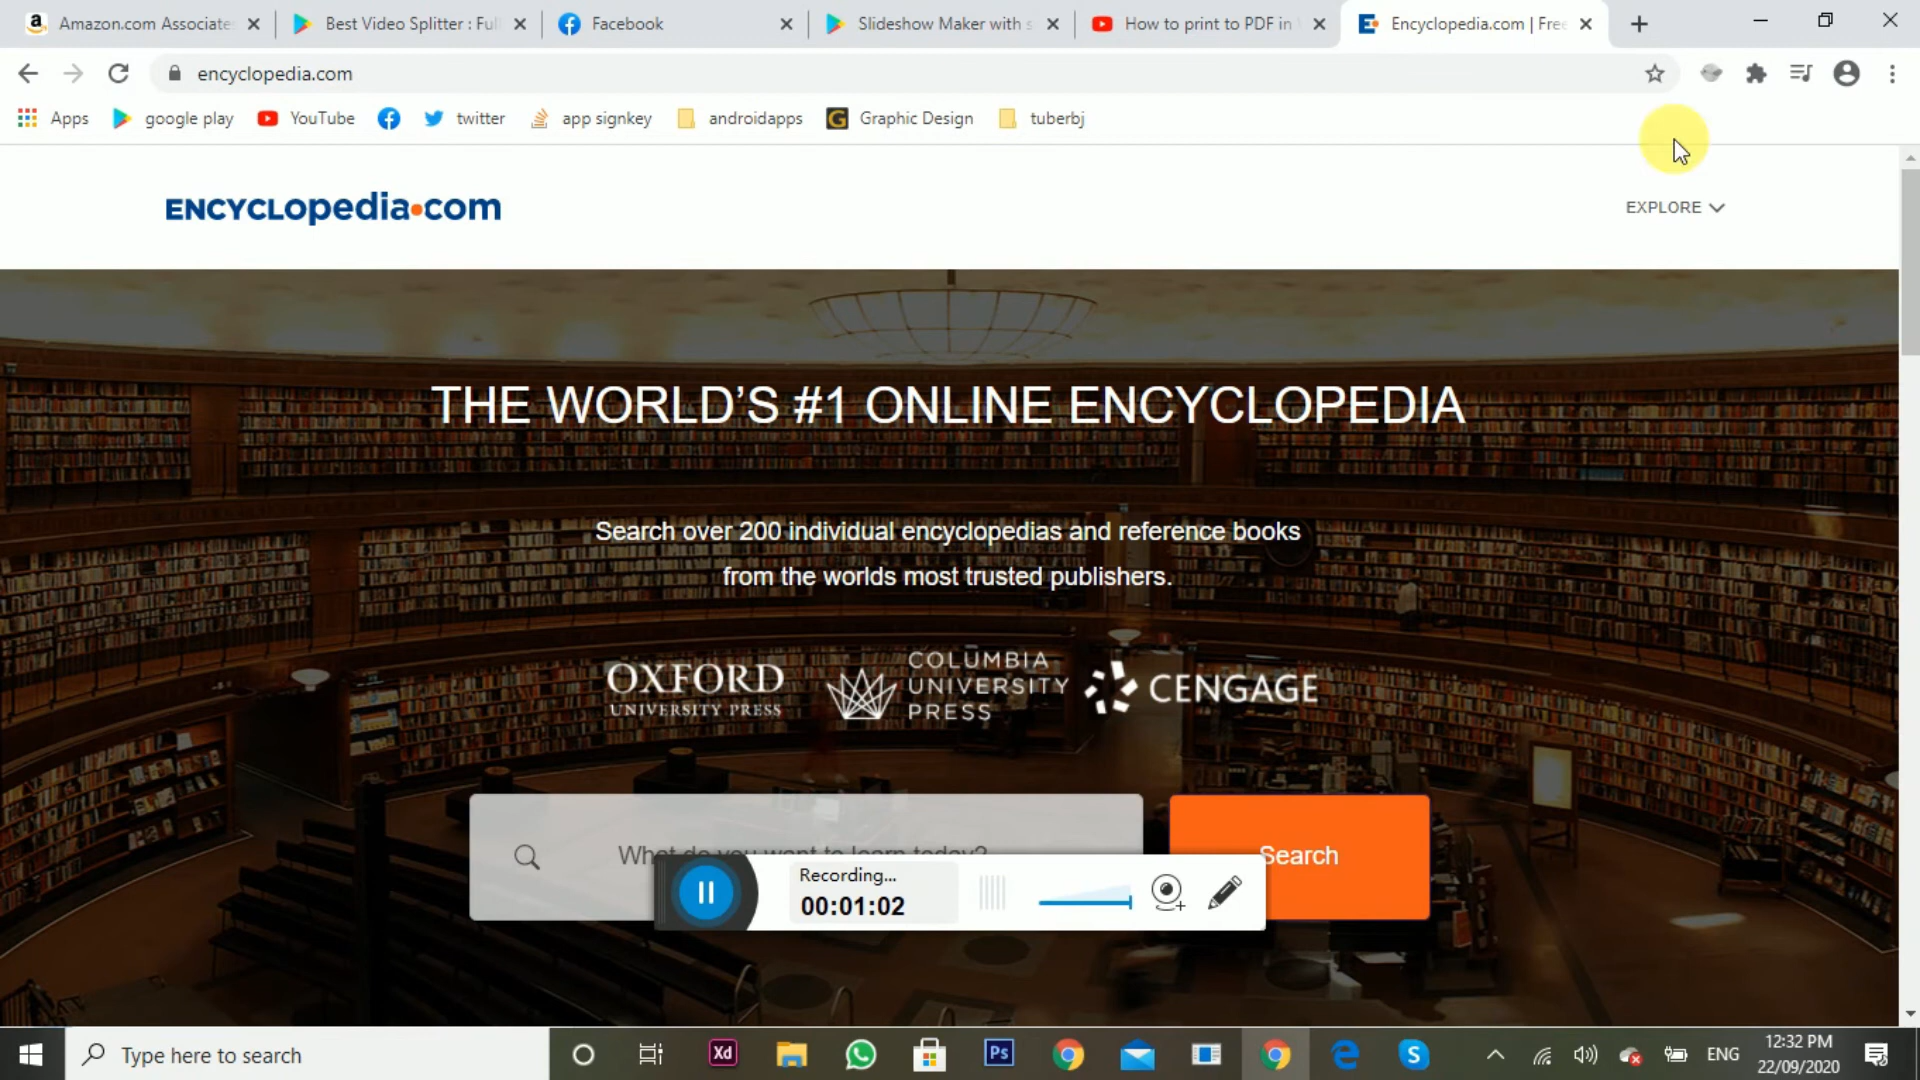 Amazon.com Associate
Best Video Splitter : Ful
Facebook
Slideshow Maker with s
How to print to PDF in
Encyclopedia.com | Free
encyclopedia.com
Apps
google play
YouTube
twitter
app signkey
androidapps
Graphic Design
tuberbj
ENCYCLopedia.com
EXPLORE
THE WORLD’S #1 ONLINE ENCYCLOPEDIA
Search over 200 individual encyclopedias and reference books
from the worlds most trusted publishers.
OXFORD
UNIVERSITY PRESS
COLUMBIA
UNIVERSITY
PRESS
CENGAGE
What do you want to learn today?
Search
Recording...
00:01:02
Type here to search
Xd
Ps
ENG
12:32 PM
22/09/2020